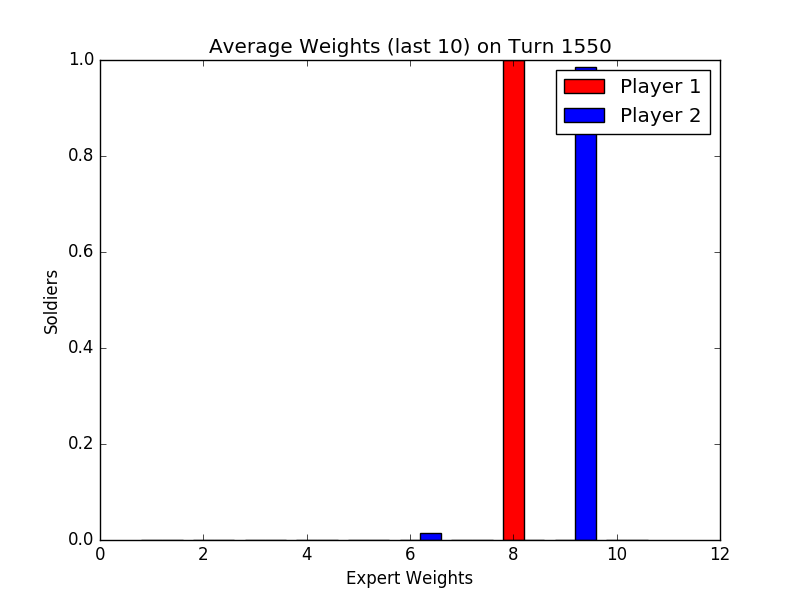 Average Weights (last 10) on Turn 1550
1.0
0.8
0.6
0.4
0.2
0.0
Soldiers
Player 1
Player 2
0 2 4 6 8 10 12
Expert Weights